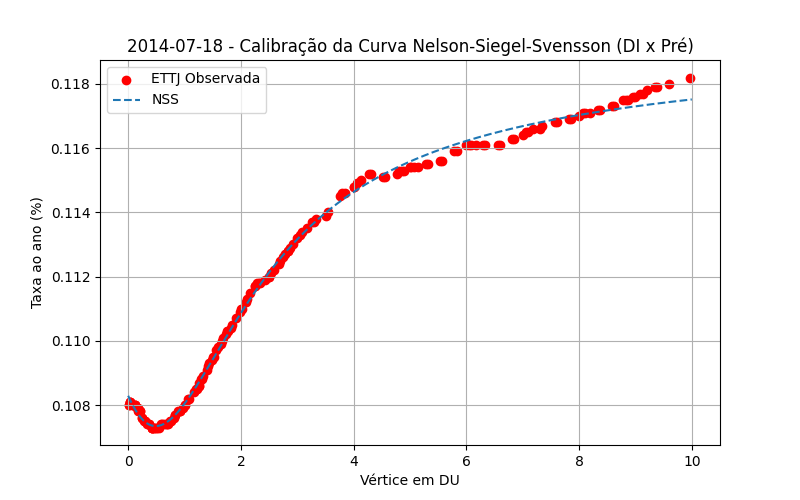 2014-07-18 - Calibração da Curva Nelson-Siegel-Svensson (DI x Pré)
ETTJ Observada
NSS
Taxa ao ano (%)
0.118
0.116
0.114
0.112
0.110
0.108
0 2 4 6 8 10
Vértice em DU